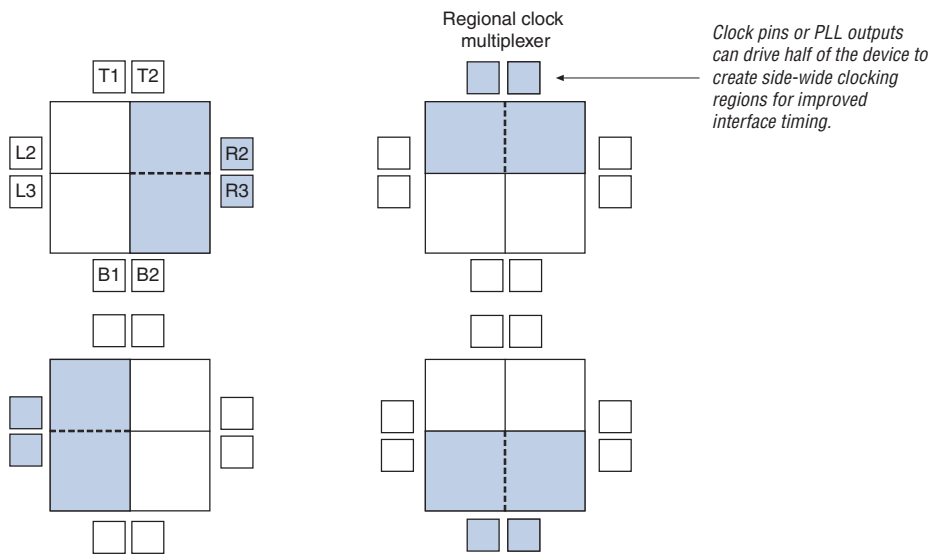 Regional clock
multiplexer
Clock pins or PLL outputs
can drive half of the device to
create side-wide clocking
regions for improved
interface timing.
T1 T2
L2
L3
R2
R3
B1 B2